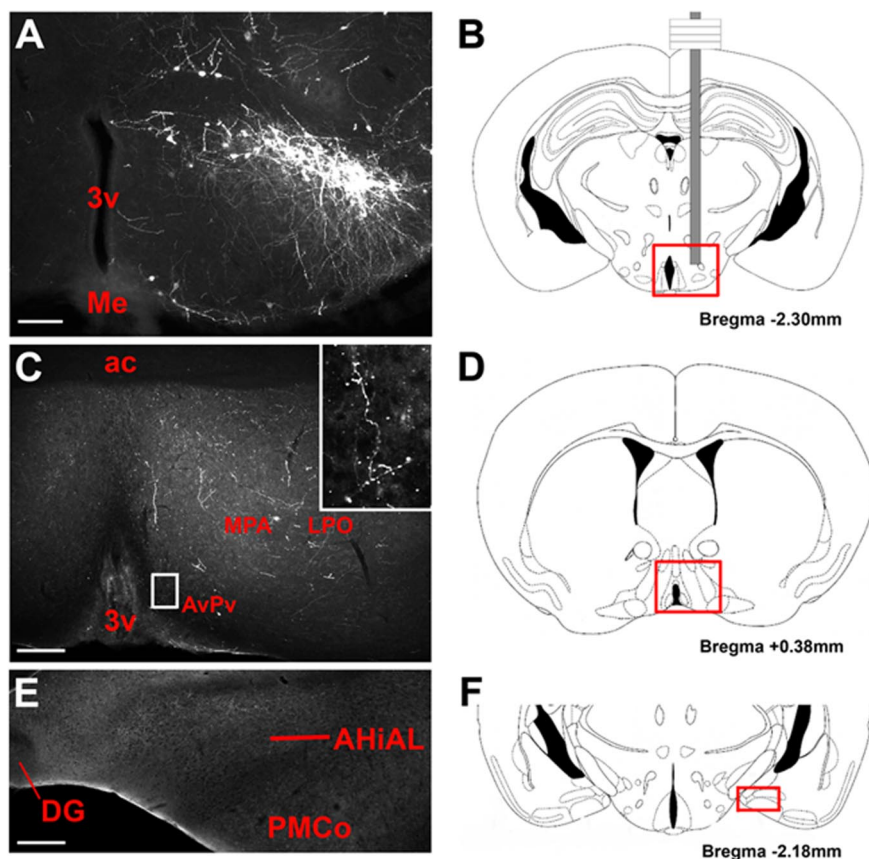 A
3v
Me
B
Bregma -2.30mm
C
ac
MPA LPO
AvPv
3v
D
Bregma +0.38mm
E
AHiAL
DG
PMCo
F
Bregma -2.18mm